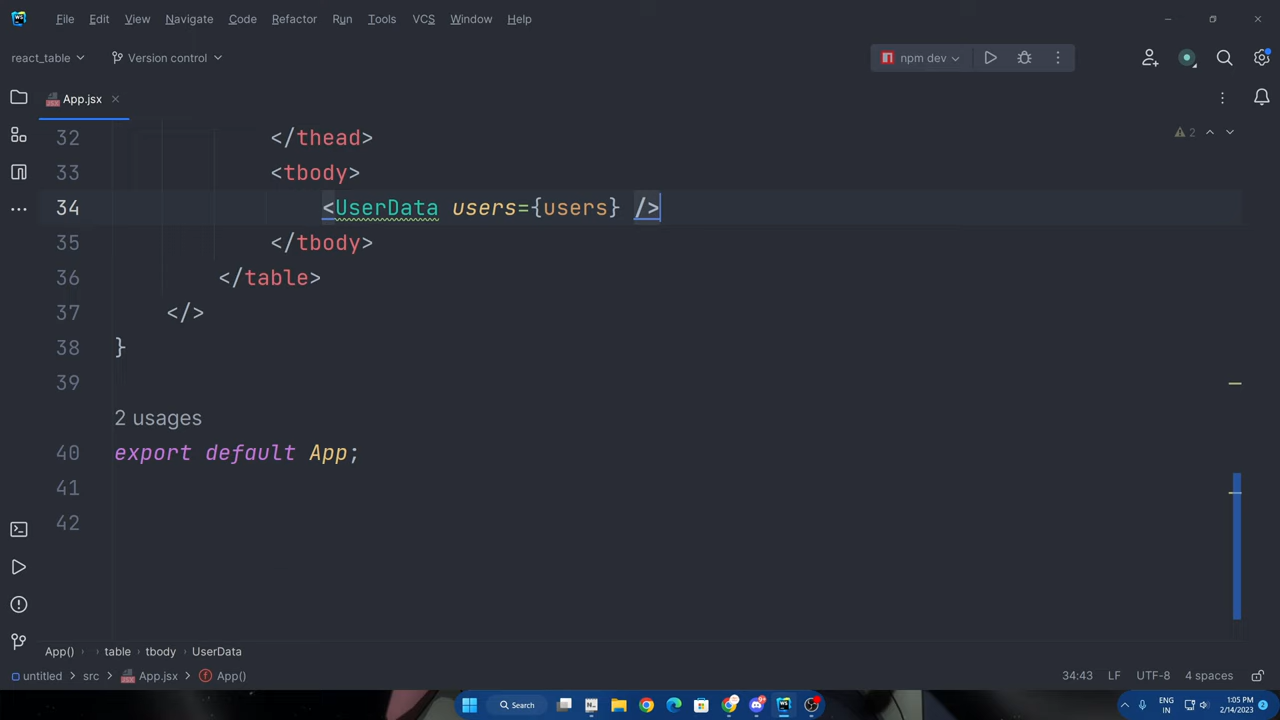 File Edit View Navigate Code Refactor Run Tools VCS Window Help
react_table Version control npm dev
App.jsx
32 </thead> 2
33 <tbody>
34 <UserData users={users} />
35 </tbody>
36 </table>
37 </>
38 }
39
2 usages
40 export default App;
41
42
App() table tbody UserData
untitled src App.jsx App() 34:43 LF UTF-8 4 spaces
Search ENG 1:05 PM
IN 2/14/2023